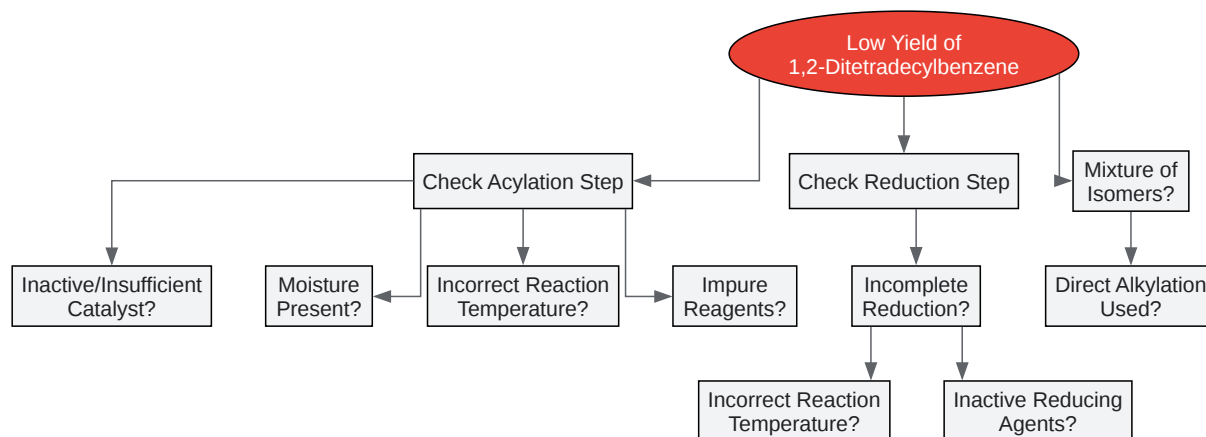 Low Yield of
1,2-Ditetradecylbenzene
Check Acylation Step
Check Reduction Step
Mixture of
Isomers?
Inactive/Insufficient
Catalyst?
Moisture
Present?
Incorrect Reaction
Temperature?
Impure
Reagents?
Incomplete
Reduction?
Direct Alkylation
Used?
Incorrect Reaction
Temperature?
Inactive Reducing
Agents?